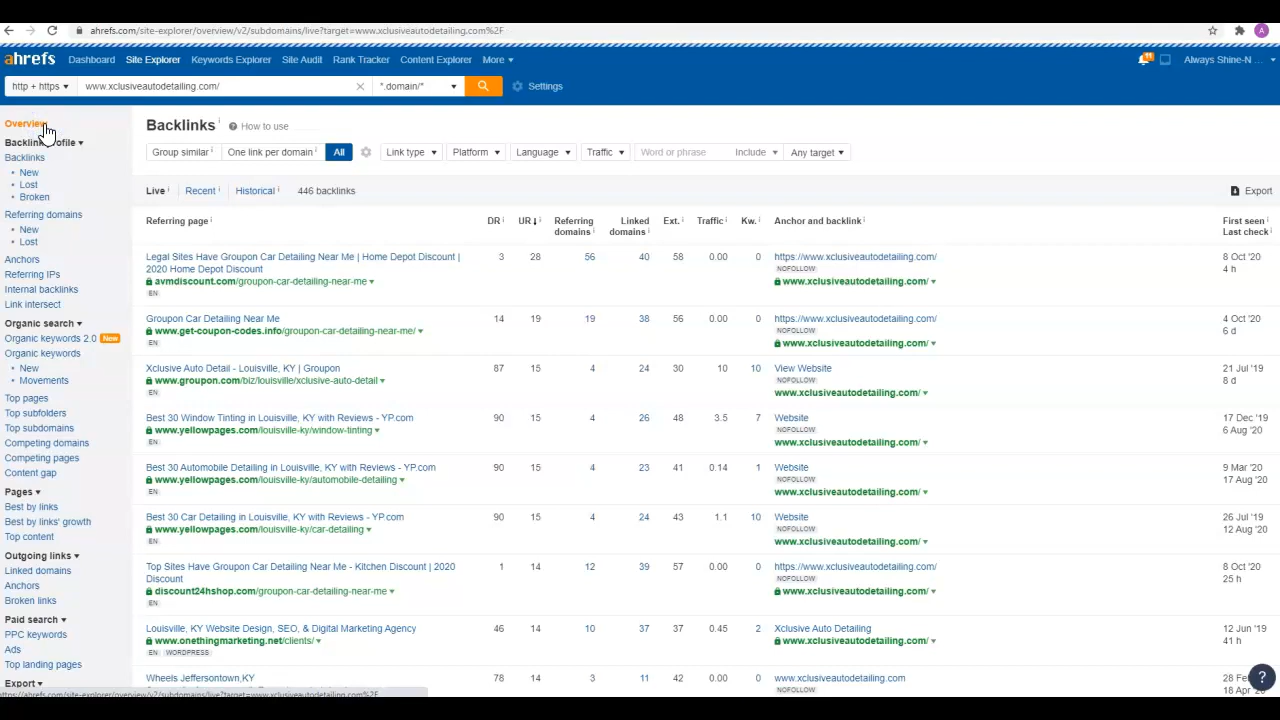 ahrefs.com/site-explorer/overview/v2/subdomains/live?target=www.xclusiveautodetailing.com%2F
A
ahrefs Dashboard Site Explorer Keywords Explorer Site Audit Rank Tracker Content Explorer More Always Shine-N ...
http + https www.xclusiveautodetailing.com/ *.domain/* Settings
Overview
Backlink profile
Backlinks
New
Lost
Broken
Referring domains
New
Lost
Anchors
Referring IPs
Internal backlinks
Link intersect
Organic search
Organic keywords 2.0 New
Organic keywords
New
Movements
Top pages
Top subfolders
Top subdomains
Competing domains
Competing pages
Content gap
Pages
Best by links
Best by links' growth
Top content
Outgoing links
Linked domains
Anchors
Broken links
Paid search
PPC keywords
Ads
Top landing pages
Export
Backlinks i ? How to use
Group similar i One link per domain i All Link type Platform Language Traffic Word or phrase Include Any target
Live i Recent i Historical i 446 backlinks Export
Referring page i DR i UR i Referring domains i Linked domains Ext. i Traffic i Kw. i Anchor and backlink i First seen Last check i
Legal Sites Have Groupon Car Detailing Near Me | Home Depot Discount | 3 28 56 40 58 0.00 0 https://www.xclusiveautodetailing.com/ 8 Oct '20
2020 Home Depot Discount NOFOLLOW 4 h
avmdiscount.com/groupon-car-detailing-near-me www.xclusiveautodetailing.com/
EN
Groupon Car Detailing Near Me 14 19 19 38 56 0.00 0 https://www.xclusiveautodetailing.com/ 4 Oct '20
www.get-coupon-codes.info/groupon-car-detailing-near-me/ NOFOLLOW 6 d
EN www.xclusiveautodetailing.com/
Xclusive Auto Detail - Louisville, KY | Groupon 87 15 4 24 30 10 10 View Website 21 Jul '19
www.groupon.com/biz/louisville/xclusive-auto-detail NOFOLLOW 8 d
EN www.xclusiveautodetailing.com/
Best 30 Window Tinting in Louisville, KY with Reviews - YP.com 90 15 4 26 48 3.5 7 Website 17 Dec '19
www.yellowpages.com/louisville-ky/window-tinting NOFOLLOW 6 Aug '20
EN www.xclusiveautodetailing.com/
Best 30 Automobile Detailing in Louisville, KY with Reviews - YP.com 90 15 4 23 41 0.14 1 Website 9 Mar '20
www.yellowpages.com/louisville-ky/automobile-detailing NOFOLLOW 17 Aug '20
EN www.xclusiveautodetailing.com/
Best 30 Car Detailing in Louisville, KY with Reviews - YP.com 90 15 4 24 43 1.1 10 Website 26 Jul '19
www.yellowpages.com/louisville-ky/car-detailing NOFOLLOW 12 Aug '20
EN www.xclusiveautodetailing.com/
Top Sites Have Groupon Car Detailing Near Me - Kitchen Discount | 2020 1 14 12 39 57 0.00 0 https://www.xclusiveautodetailing.com/ 8 Oct '20
Discount NOFOLLOW 25 h
discount24hshop.com/groupon-car-detailing-near-me www.xclusiveautodetailing.com/
EN
Louisville, KY Website Design, SEO, & Digital Marketing Agency 46 14 10 37 37 0.45 2 Xclusive Auto Detailing 12 Jun '19
www.onethingmarketing.net/clients/ www.xclusiveautodetailing.com/ 41 h
EN WORDPRESS
Wheels Jeffersontown,KY 78 14 3 11 42 0.00 0 www.xclusiveautodetailing.com 28 Fe
NOFOLLOW 18 Apr '20
https://ahrefs.com/site-explorer/overview/v2/subdomains/live?target=www.xclusiveautodetailing.com%2F
?